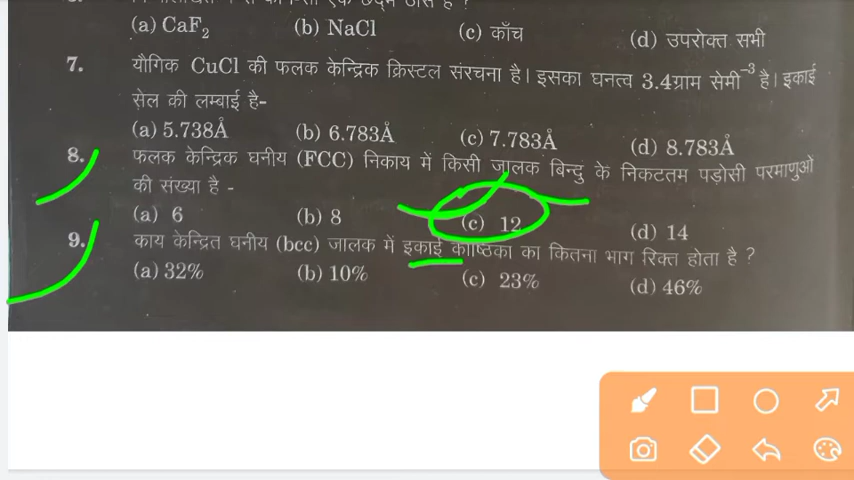 (a) CaF₂ (b) NaCl (c) काँच (d) उपरोक्त सभी
7. यौगिक CuCl की फलक केन्द्रिक क्रिस्टल संरचना है। इसका घनत्व 3.4ग्राम सेमी⁻³ है। इकाई
सेल की लम्बाई है-
(a) 5.738Å (b) 6.783Å (c) 7.783Å (d) 8.783Å
8. फलक केन्द्रिक घनीय (FCC) निकाय में किसी जालक बिन्दु के निकटतम पड़ोसी परमाणुओं
की संख्या है -
(a) 6 (b) 8 (c) 12 (d) 14
9. काय केन्द्रित घनीय (bcc) जालक में इकाई कोष्ठिका का कितना भाग रिक्त होता है ?
(a) 32% (b) 10% (c) 23% (d) 46%